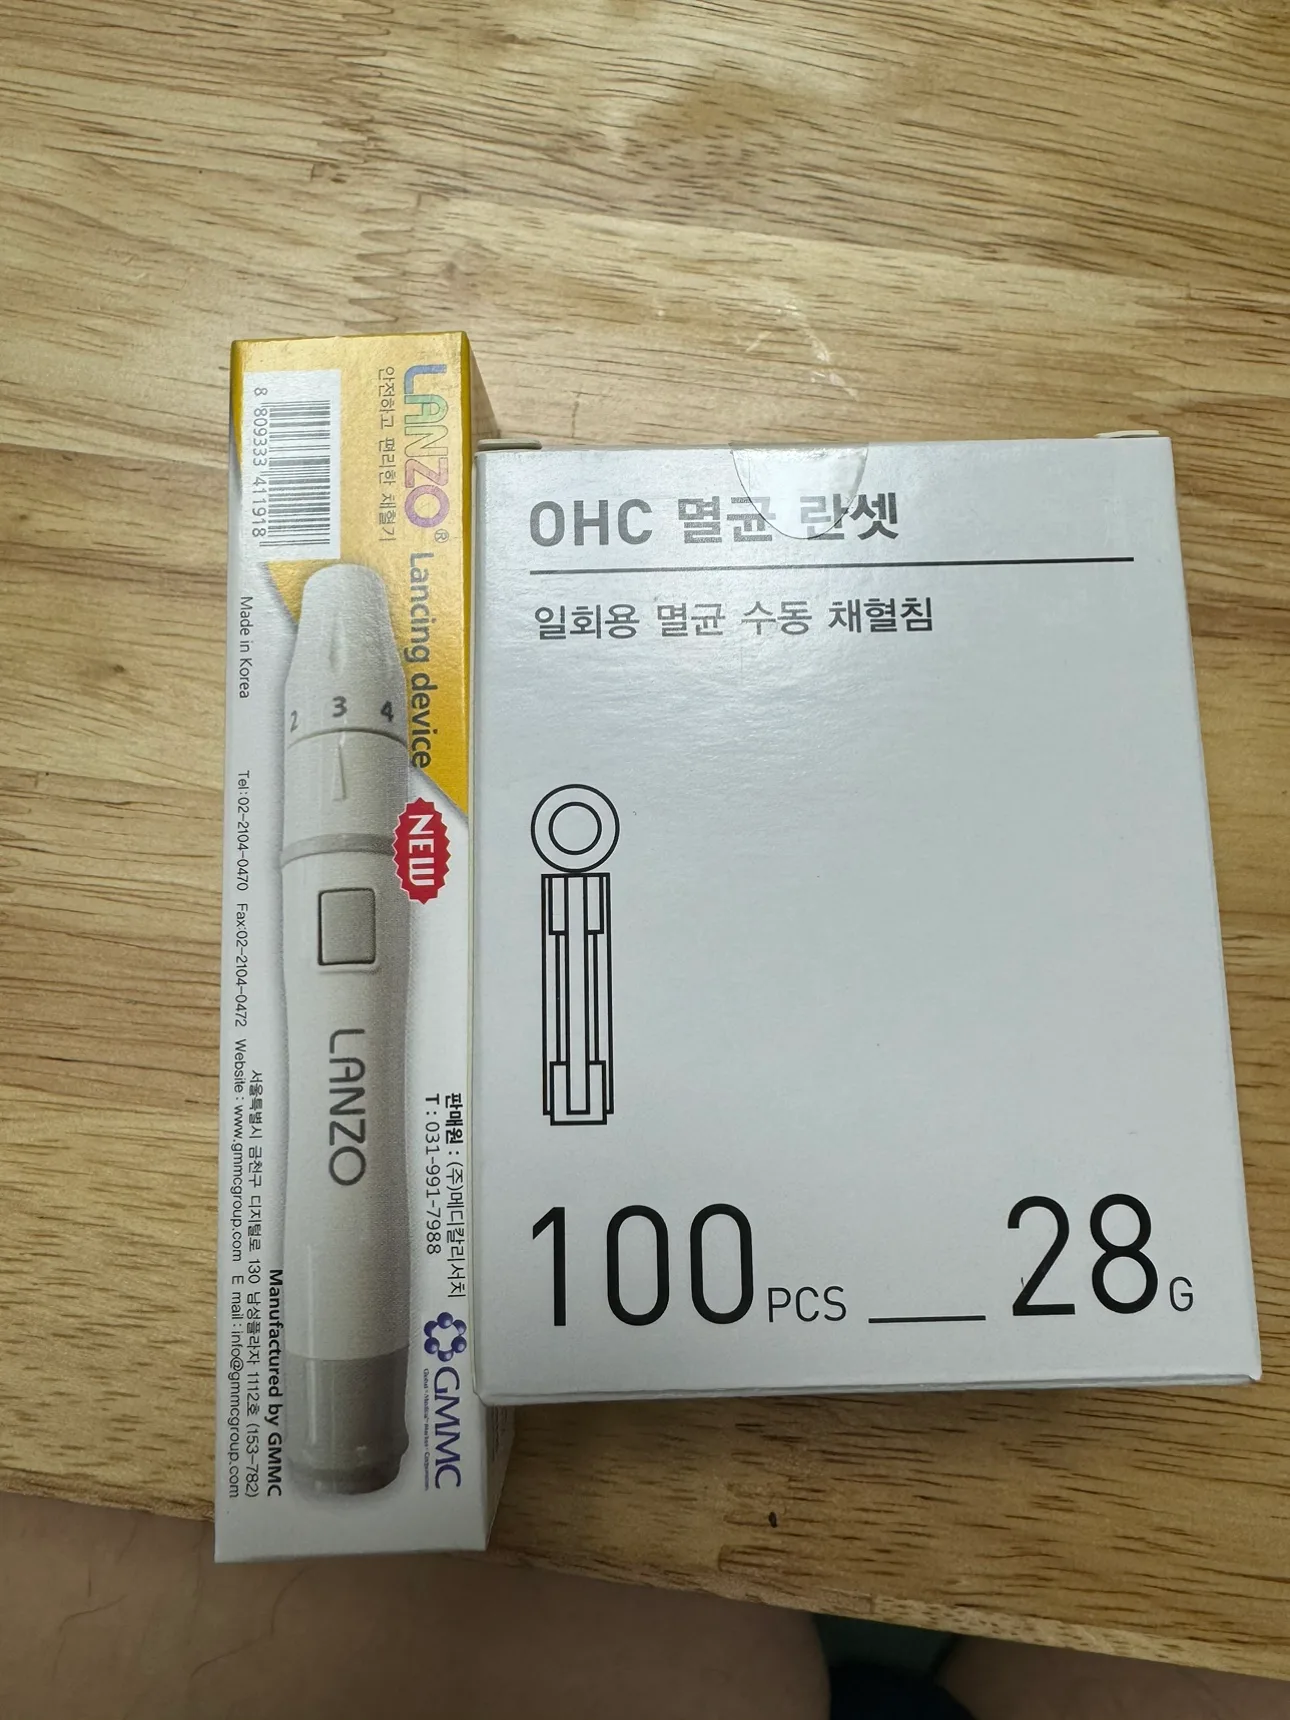 LANZO® Lancing device
안전하고 편리한 채혈기
8 809333 411918
NEW
2 3 4
LANZO
판매원 : (주)메디칼리서치
T : 031-991-7988
GMMC
Manufactured by GMMC
서울특별시 금천구 디지털로 130 남성플라자 1112호 (153-782)
Made in Korea Tel: 02-2104-0470 Fax:02-2104-0472 Website : www.gmmcgroup.com E mail : info@gmmcgroup.com
OHC 멸균 란셋
일회용 멸균 수동 채혈침
100 PCS __ 28 G